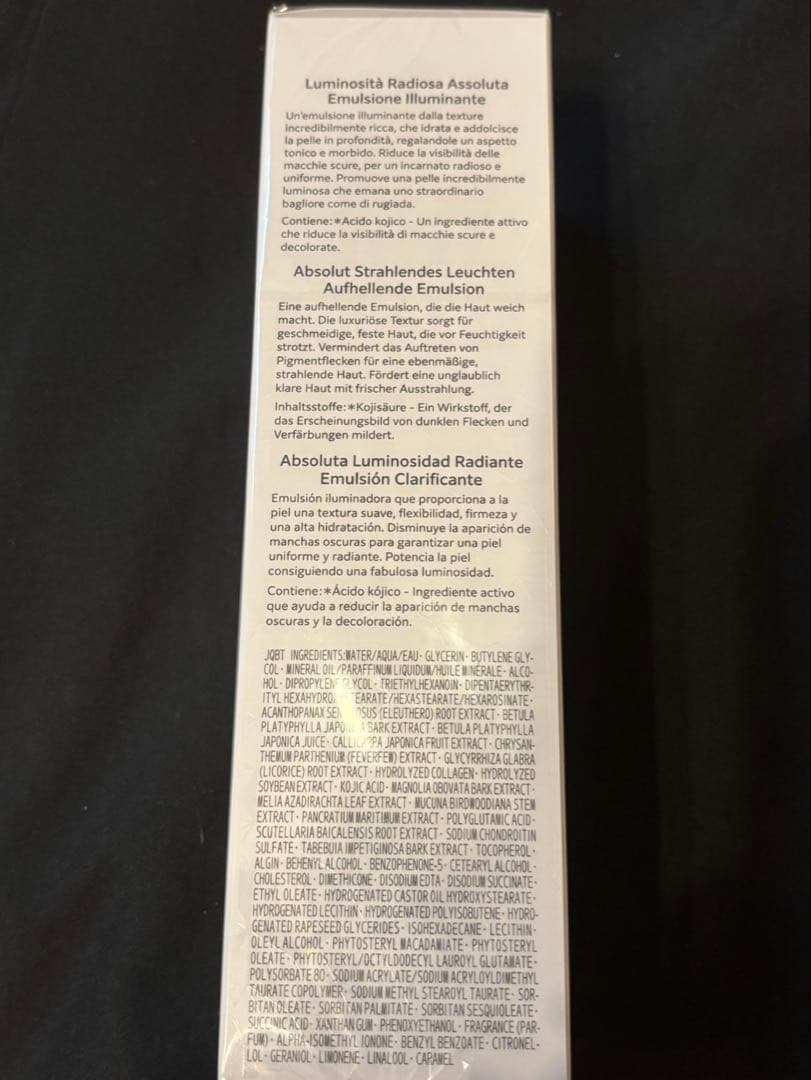 Luminosità Radiosa Assoluta
Emulsione Illuminante
Un'emulsione illuminante dalla texture
incredibilmente ricca, che idrata e addolcisce
la pelle in profondità, regalandole un aspetto
tonico e morbido. Riduce la visibilità delle
macchie scure, per un incarnato radioso e
uniforme. Promuove una pelle incredibilmente
luminosa che emana uno straordinario
bagliore come di rugiada.
Contiene:*Acido kojico - Un ingrediente attivo
che riduce la visibilità di macchie scure e
decolorate.
Absolut Strahlendes Leuchten
Aufhellende Emulsion
Eine aufhellende Emulsion, die die Haut weich
macht. Die luxuriöse Textur sorgt für
geschmeidige, feste Haut, die vor Feuchtigkeit
strotzt. Vermindert das Auftreten von
Pigmentflecken für eine ebenmäßige,
strahlende Haut. Fördert eine unglaublich
klare Haut mit frischer Ausstrahlung.
Inhaltsstoffe:*Kojisäure - Ein Wirkstoff, der
das Erscheinungsbild von dunklen Flecken und
Verfärbungen mildert.
Absoluta Luminosidad Radiante
Emulsión Clarificante
Emulsión iluminadora que proporciona a la
piel una textura suave, flexibilidad, firmeza y
una alta hidratación. Disminuye la aparición de
manchas oscuras para garantizar una piel
uniforme y radiante. Potencia la piel
consiguiendo una fabulosa luminosidad.
Contiene:*Ácido kójico - Ingrediente activo
que ayuda a reducir la aparición de manchas
oscuras y la decoloración.
JQBT INGREDIENTS:WATER/AQUA/EAU· GLYCERIN· BUTYLENE GLY-
COL· MINERAL OIL/PARAFFINUM LIQUIDUM/HUILE MINÉRALE· ALCO-
HOL· DIPROPYLENE GLYCOL· TRIETHYLHEXANOIN· DIPENTAERYTHR-
ITYL /HEXASTEARATE/HEXAROSINATE·
ACANTHOPANAX (ELEUTHERO) ROOT EXTRACT· BETULA
PLATYPHYLLA JAPONICA BARK EXTRACT· BETULA PLATYPHYLLA
JAPONICA JUICE· CALLICARPA JAPONICA FRUIT EXTRACT· CHRYSAN-
THEMUM PARTHENIUM (FEVERFEW) EXTRACT· GLYCYRRHIZA GLABRA
(LICORICE) ROOT EXTRACT· HYDROLYZED COLLAGEN· HYDROLYZED
SOYBEAN EXTRACT· KOJIC ACID· MAGNOLIA OBOVATA BARK EXTRACT·
MELIA AZADIRACHTA LEAF EXTRACT· MUCUNA BIRDWOODIANA STEM
EXTRACT· PANCRATIUM MARITIMUM EXTRACT· POLYGLUTAMIC ACID·
SCUTELLARIA BAICALENSIS ROOT EXTRACT· SODIUM CHONDROITIN
SULFATE· TABEBUIA IMPETIGINOSA BARK EXTRACT· TOCOPHEROL·
ALGIN· BEHENYL ALCOHOL· BENZOPHENONE-5· CETEARYL ALCOHOL·
CHOLESTEROL· DIMETHICONE· DISODIUM EDTA· DISODIUM SUCCINATE·
ETHYL OLEATE· HYDROGENATED CASTOR OIL HYDROXYSTEARATE·
HYDROGENATED LECITHIN· HYDROGENATED POLYISOBUTENE· HYDRO-
GENATED RAPESEED GLYCERIDES· ISOHEXADECANE· LECITHIN·
OLEYL ALCOHOL· PHYTOSTERYL MACADAMIATE· PHYTOSTERYL
OLEATE· PHYTOSTERYL/OCTYLDODECYL LAUROYL GLUTAMATE·
POLYSORBATE 80· SODIUM ACRYLATE/SODIUM ACRYLOYLDIMETHYL
TAURATE COPOLYMER· SODIUM METHYL STEAROYL TAURATE· SOR-
BITAN OLEATE· SORBITAN PALMITATE· SORBITAN SESQUIOLEATE·
SUCCINIC ACID· XANTHAN GUM· PHENOXYETHANOL· FRAGRANCE (PAR-
FUM)· ALPHA-ISOMETHYL IONONE· BENZYL BENZOATE· CITRONEL-
LOL· GERANIOL· LIMONENE· LINALOOL· CARAMEL